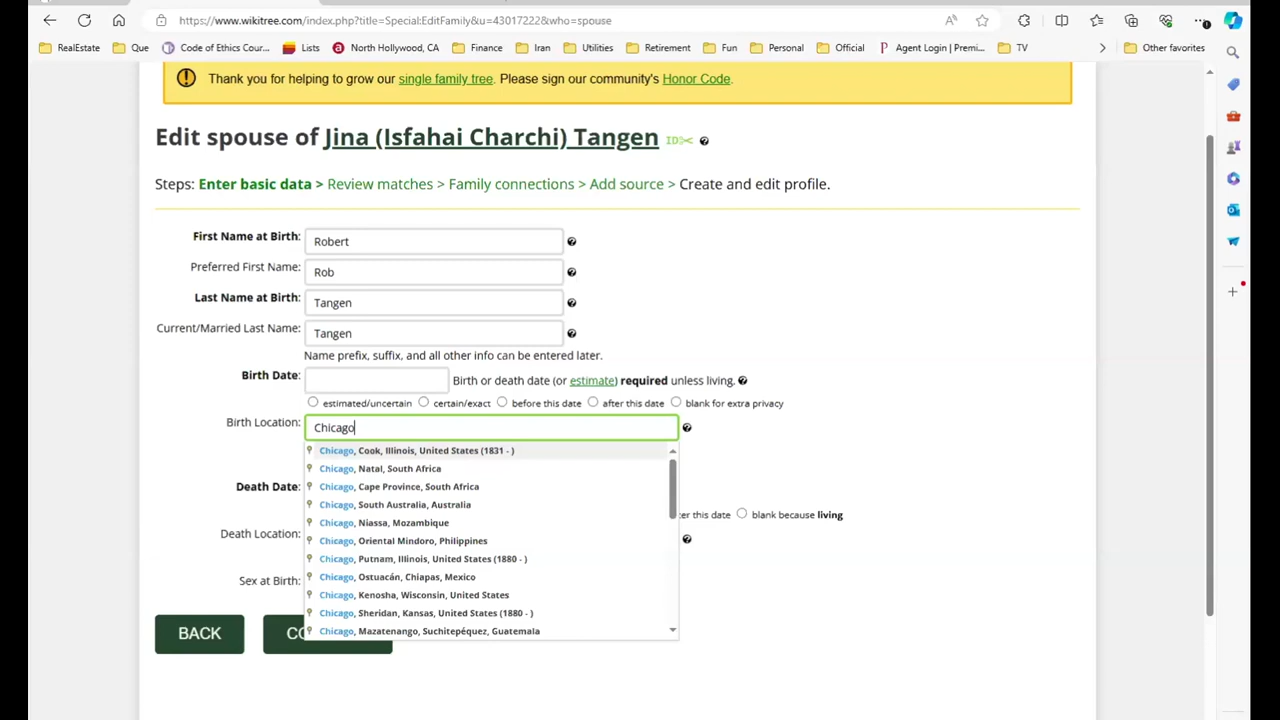 https://www.wikitree.com/index.php?title=Special:EditFamily&u=43017222&who=spouse
RealEstate Que Code of Ethics Cour... Lists North Hollywood, CA Finance Iran Utilities Retirement Fun Personal Official Agent Login | Premi... TV Other favorites
Thank you for helping to grow our single family tree. Please sign our community's Honor Code.
Edit spouse of Jina (Isfahai Charchi) Tangen ID
Steps: Enter basic data > Review matches > Family connections > Add source > Create and edit profile.
First Name at Birth: Robert
Preferred First Name: Rob
Last Name at Birth: Tangen
Current/Married Last Name: Tangen
Name prefix, suffix, and all other info can be entered later.
Birth Date: Birth or death date (or estimate) required unless living.
estimated/uncertain certain/exact before this date after this date blank for extra privacy
Birth Location: Chicago
Chicago, Cook, Illinois, United States (1831 - )
Chicago, Natal, South Africa
Death Date: Chicago, Cape Province, South Africa
Chicago, South Australia, Australia
ter this date blank because living
Chicago, Niassa, Mozambique
Death Location:
Chicago, Oriental Mindoro, Philippines
Chicago, Putnam, Illinois, United States (1880 - )
Sex at Birth: Chicago, Ostuacán, Chiapas, Mexico
Chicago, Kenosha, Wisconsin, United States
Chicago, Sheridan, Kansas, United States (1880 - )
Chicago, Mazatenango, Suchitepéquez, Guatemala
BACK CO